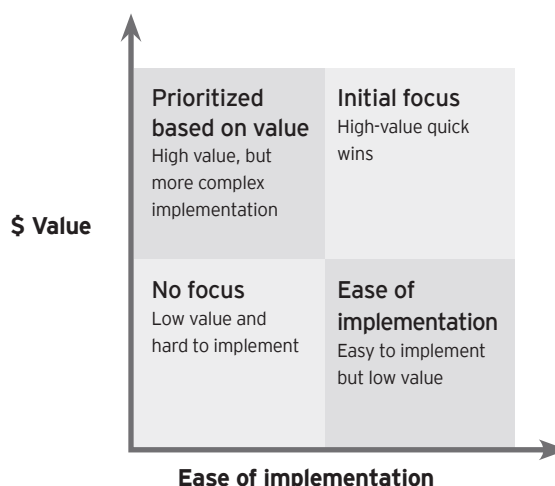 Prioritized
based on value
High value, but
more complex
implementation
Initial focus
High-value quick
wins
$ Value
No focus
Low value and
hard to implement
Ease of
implementation
Easy to implement
but low value
Ease of implementation